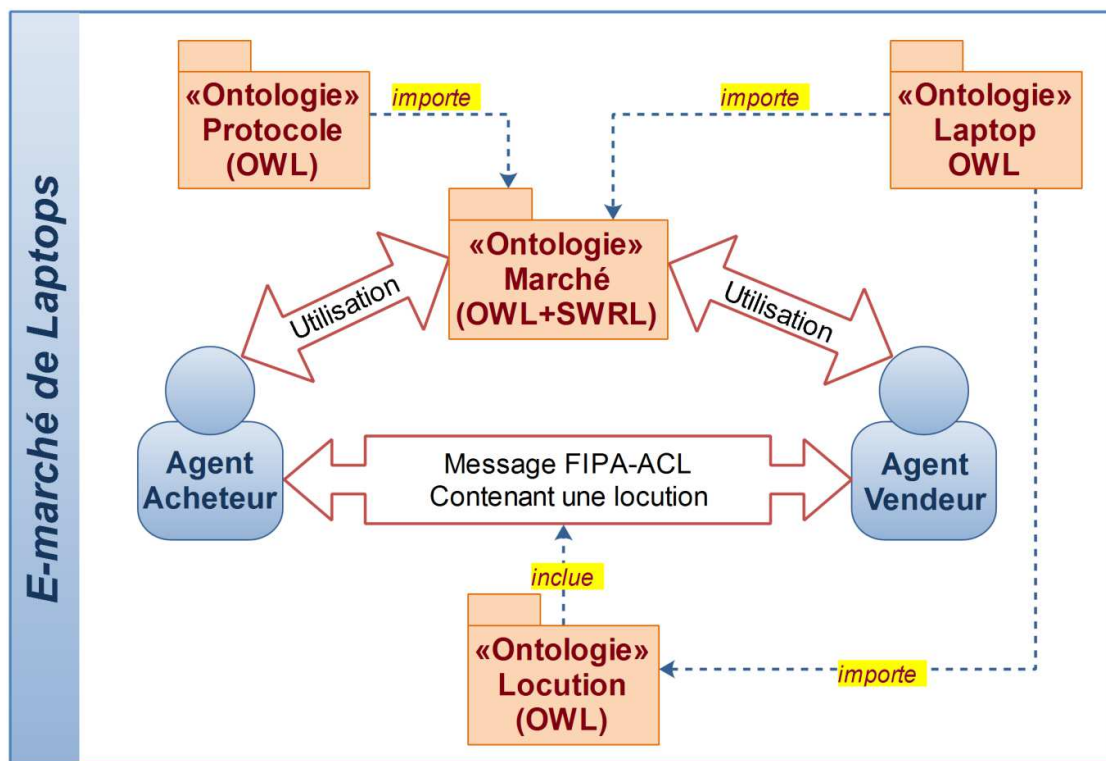 E-marché de Laptops
«Ontologie»
Protocole
(OWL)
importe
importe
«Ontologie»
Laptop
OWL
«Ontologie»
Marché
(OWL+SWRL)
Utilisation
Utilisation
Agent
Acheteur
Message FIPA-ACL
Contenant une locution
Agent
Vendeur
inclue
«Ontologie»
Locution
(OWL)
importe